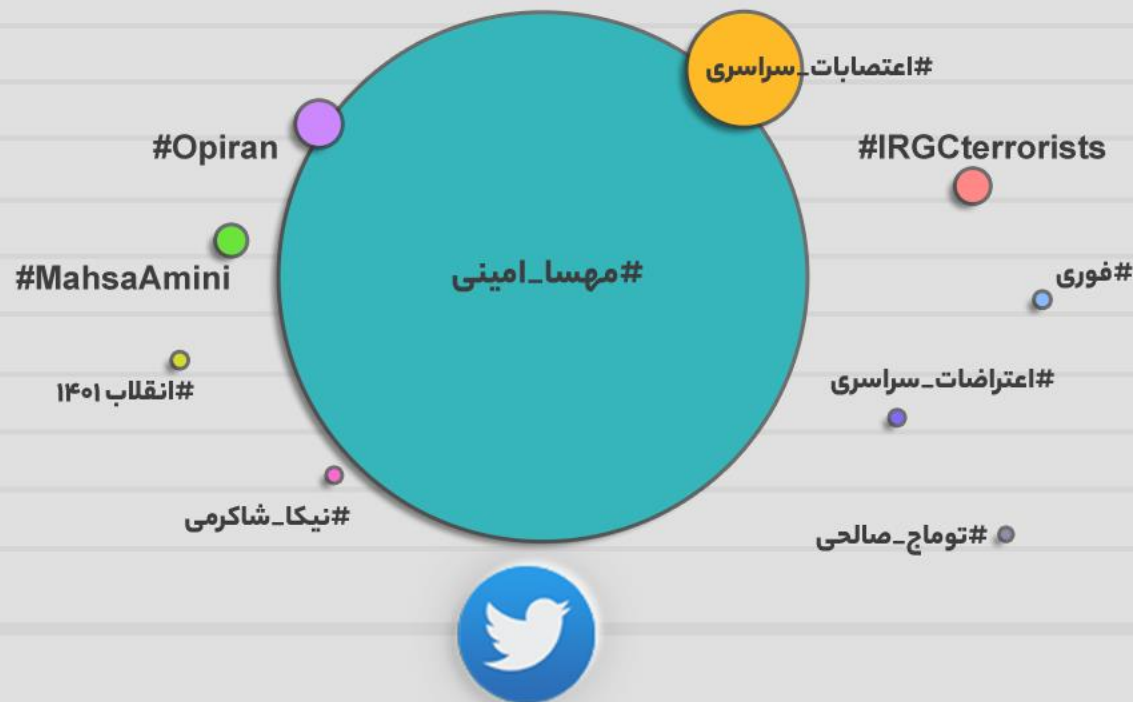 #اعتصابات_سراسری
#Opiran
#IRGCterrorists
#مهسا_امینی
#MahsaAmini
#فوری
#انقلاب ۱۴۰۱
#اعتراضات_سراسری
#نیکا_شاکرمی
#توماج_صالحی